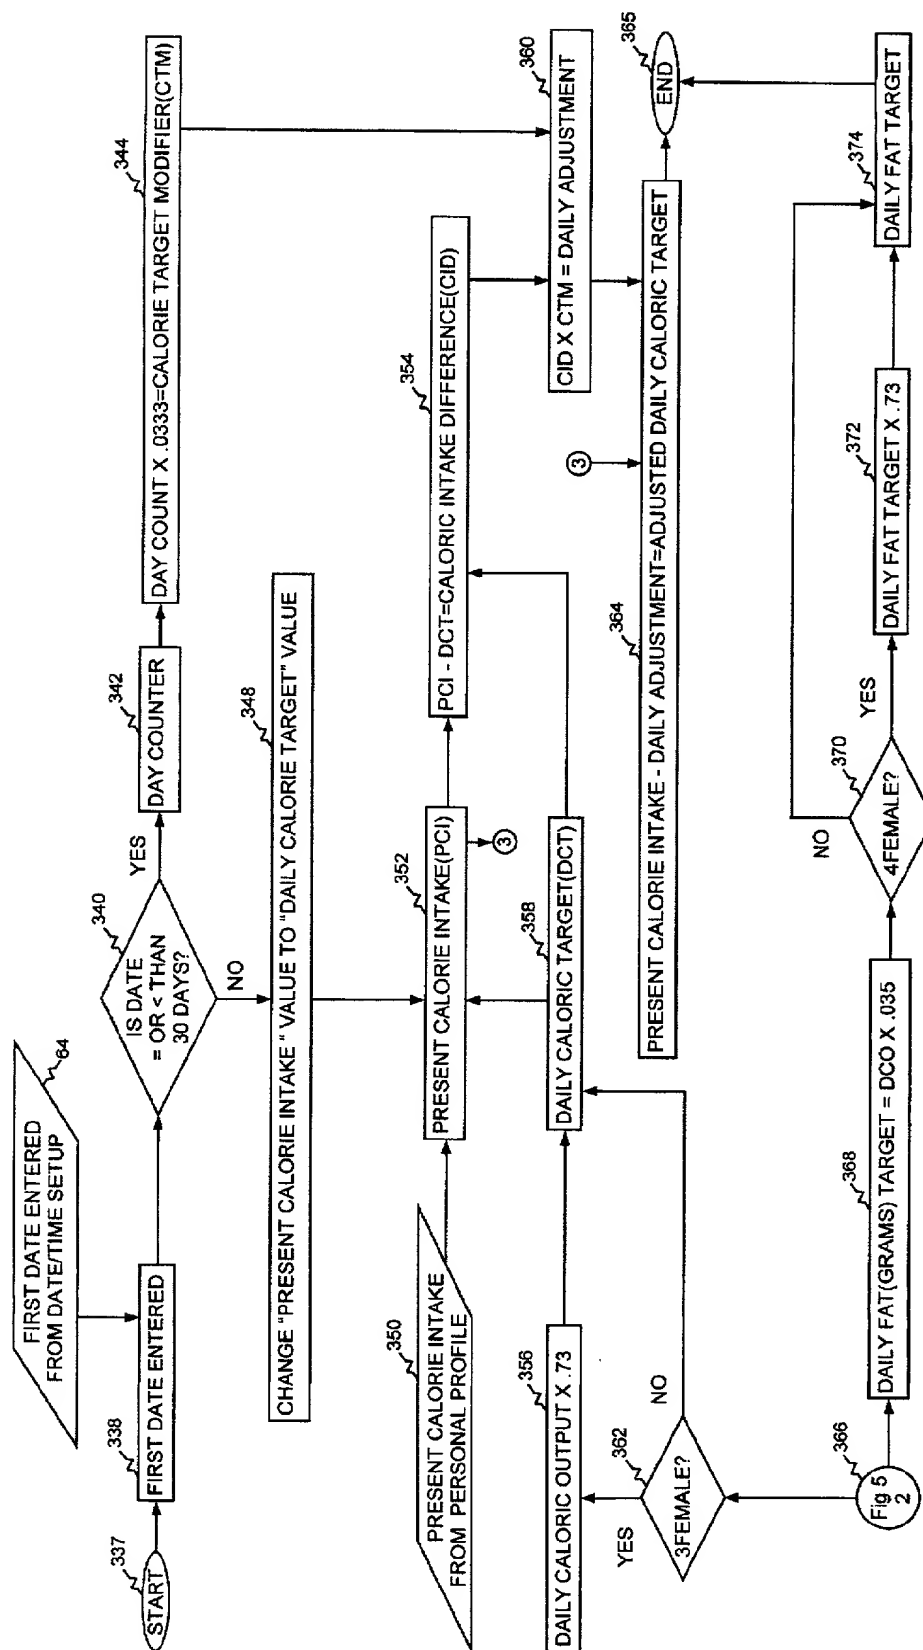 FIRST DATE ENTERED
FROM DATE/TIME SETUP
64
337
START
338
FIRST DATE ENTERED
340
IS DATE
= OR < THAN
30 DAYS?
YES
NO
342
DAY COUNTER
344
DAY COUNT X .0333=CALORIE TARGET MODIFIER(CTM)
348
CHANGE "PRESENT CALORIE INTAKE " VALUE TO "DAILY CALORIE TARGET" VALUE
350
PRESENT CALORIE INTAKE
FROM PERSONAL PROFILE
352
PRESENT CALORIE INTAKE(PCI)
3
354
PCI - DCT=CALORIC INTAKE DIFFERENCE(CID)
360
CID X CTM = DAILY ADJUSTMENT
356
DAILY CALORIC OUTPUT X .73
358
DAILY CALORIC TARGET(DCT)
3
364
PRESENT CALORIE INTAKE - DAILY ADJUSTMENT=ADJUSTED DAILY CALORIC TARGET
365
END
362
3FEMALE?
YES
NO
366
Fig 5
2
368
DAILY FAT(GRAMS) TARGET = DCO X .035
370
4FEMALE?
NO
YES
372
DAILY FAT TARGET X .73
374
DAILY FAT TARGET